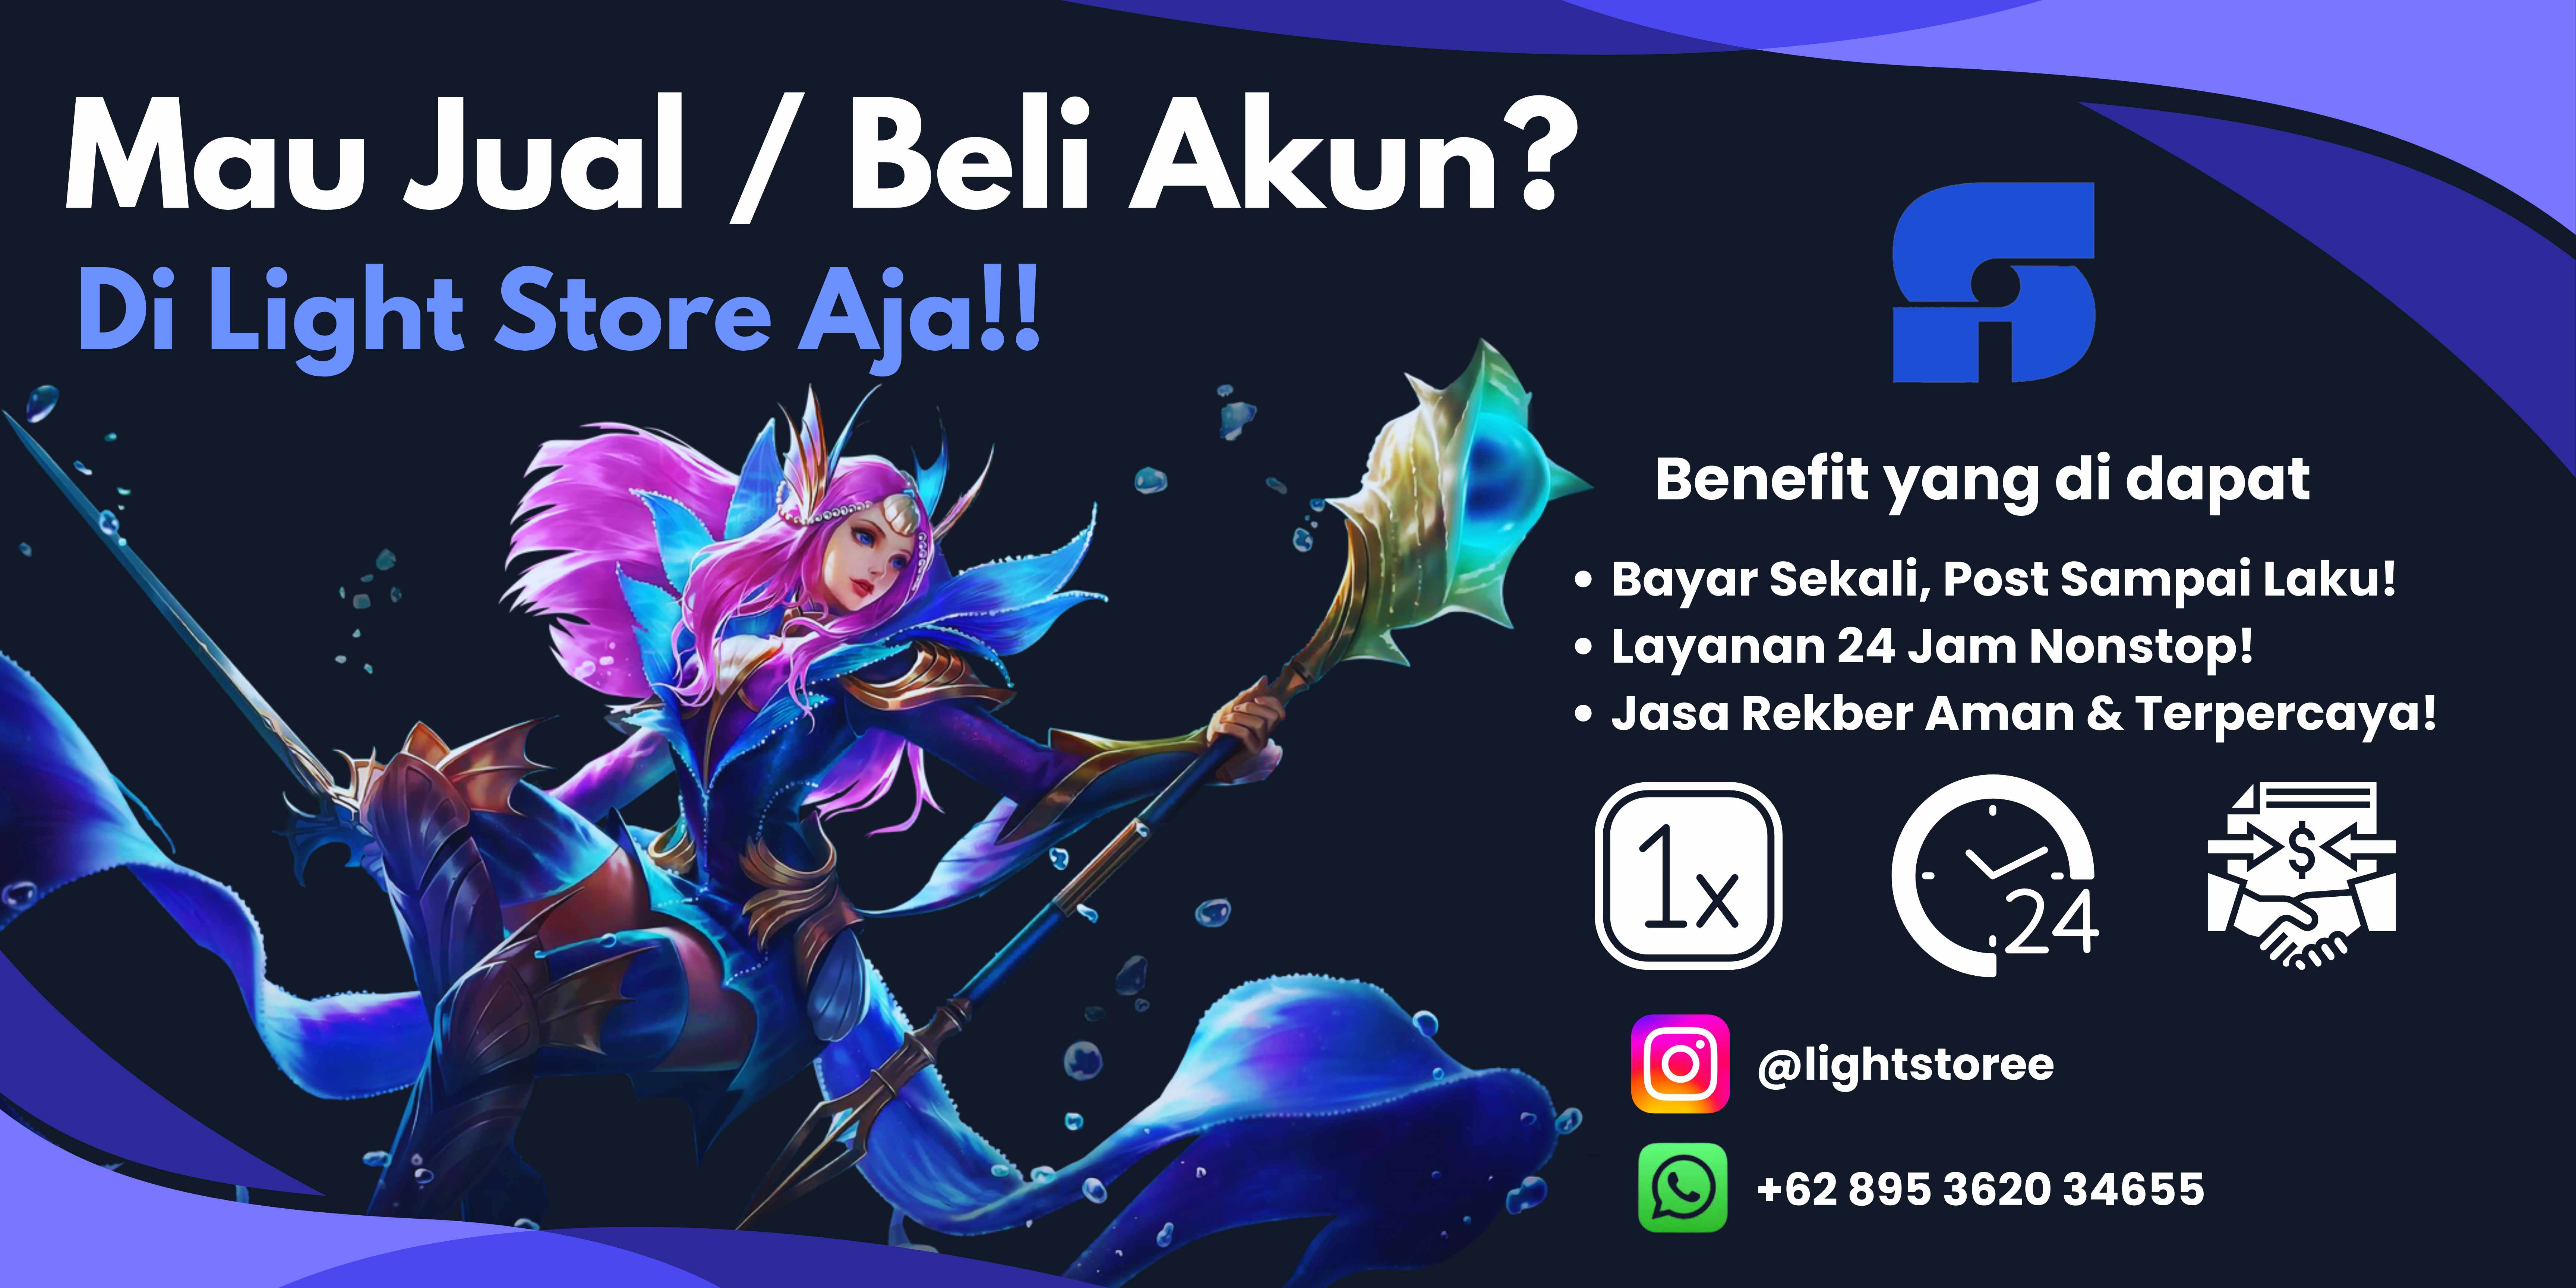 Mau Jual / Beli Akun?
Di Light Store Aja!!
Benefit yang di dapat
• Bayar Sekali, Post Sampai Laku!
• Layanan 24 Jam Nonstop!
• Jasa Rekber Aman & Terpercaya!
1x
24
$
@lightstoree
+62 895 3620 34655